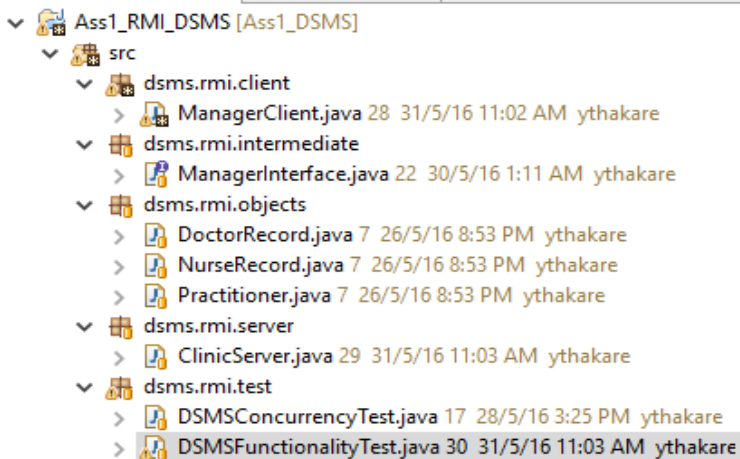 Ass1_RMI_DSMS [Ass1_DSMS]
src
dsms.rmi.client
ManagerClient.java 28 31/5/16 11:02 AM ythakare
dsms.rmi.intermediate
ManagerInterface.java 22 30/5/16 1:11 AM ythakare
dsms.rmi.objects
DoctorRecord.java 7 26/5/16 8:53 PM ythakare
NurseRecord.java 7 26/5/16 8:53 PM ythakare
Practitioner.java 7 26/5/16 8:53 PM ythakare
dsms.rmi.server
ClinicServer.java 29 31/5/16 11:03 AM ythakare
dsms.rmi.test
DSMSConcurrencyTest.java 17 28/5/16 3:25 PM ythakare
DSMSFunctionalityTest.java 30 31/5/16 11:03 AM ythakare